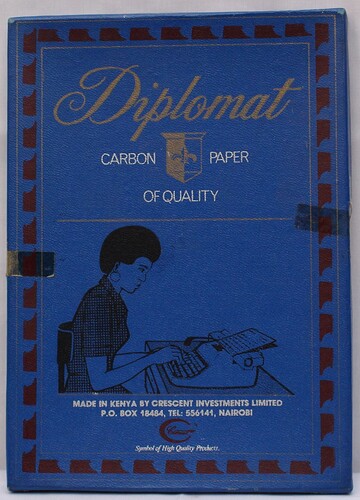 Diplomat
CARBON PAPER
OF QUALITY
MADE IN KENYA BY CRESCENT INVESTMENTS LIMITED
P.O. BOX 18484, TEL: 556141, NAIROBI
Symbol of High Quality Products.